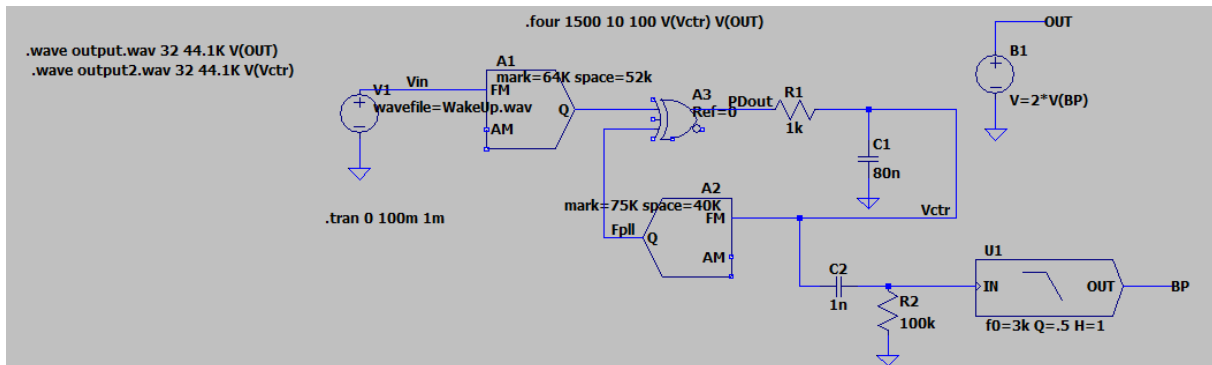 .four 1500 10 100 V(Vctr) V(OUT)
.wave output.wav 32 44.1K V(OUT)
.wave output2.wav 32 44.1K V(Vctr)
OUT
B1
V=2*V(BP)
A1
mark=64K space=52k
Vin
FM
Q
AM
V1
wavefile=WakeUp.wav
A3
Ref=0
PDout
R1
1k
C1
80n
.tran 0 100m 1m
A2
mark=75K space=40K
FM
Fpll
Q
AM
Vctr
C2
1n
R2
100k
U1
IN
OUT
BP
f0=3k Q=.5 H=1